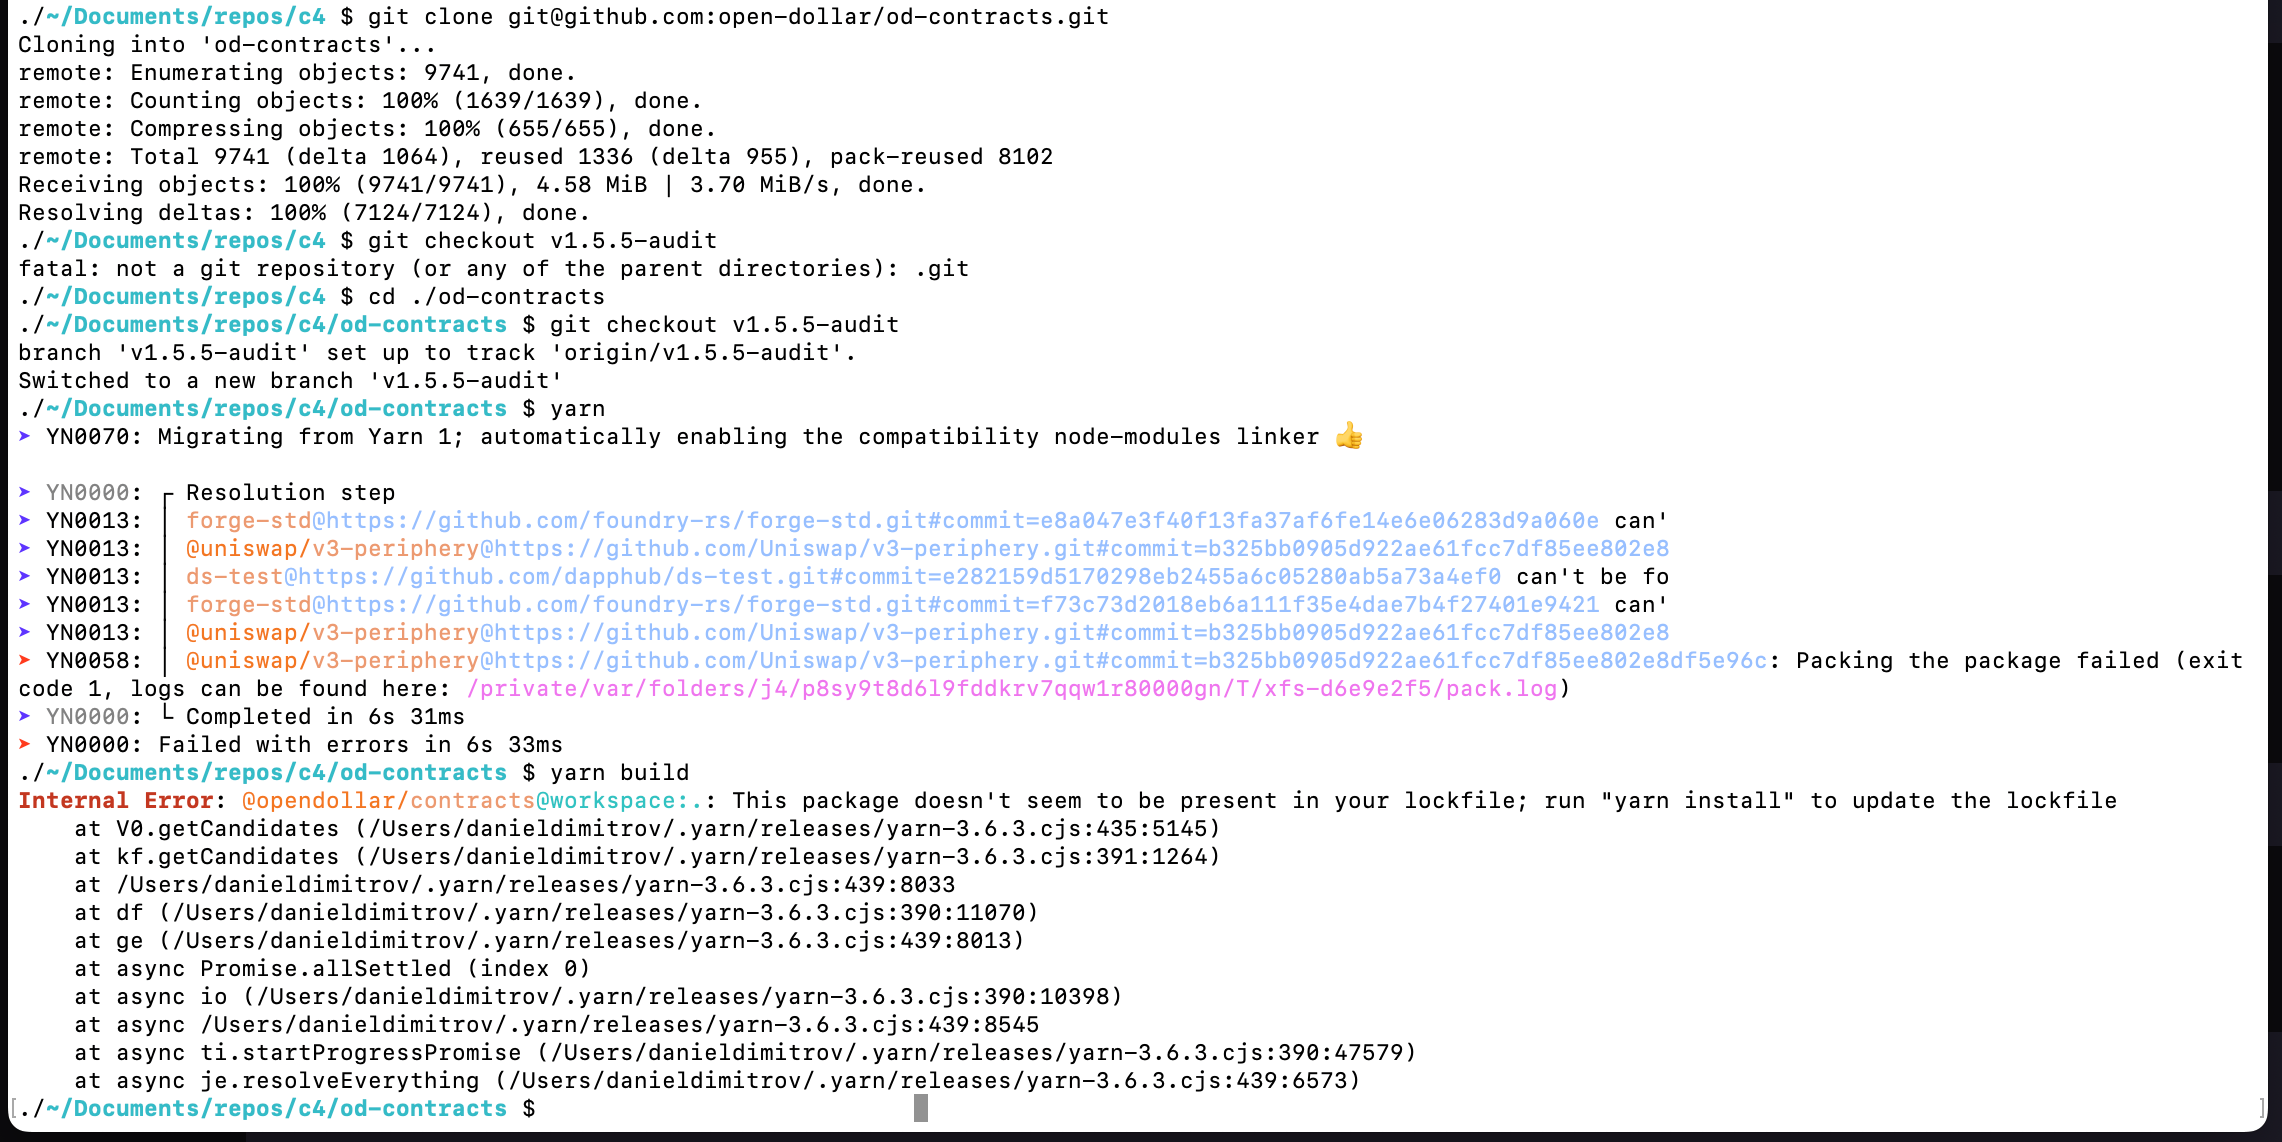 ./~/Documents/repos/c4 $ git clone git@github.com:open-dollar/od-contracts.git
Cloning into 'od-contracts'...
remote: Enumerating objects: 9741, done.
remote: Counting objects: 100% (1639/1639), done.
remote: Compressing objects: 100% (655/655), done.
remote: Total 9741 (delta 1064), reused 1336 (delta 955), pack-reused 8102
Receiving objects: 100% (9741/9741), 4.58 MiB | 3.70 MiB/s, done.
Resolving deltas: 100% (7124/7124), done.
./~/Documents/repos/c4 $ git checkout v1.5.5-audit
fatal: not a git repository (or any of the parent directories): .git
./~/Documents/repos/c4 $ cd ./od-contracts
./~/Documents/repos/c4/od-contracts $ git checkout v1.5.5-audit
branch 'v1.5.5-audit' set up to track 'origin/v1.5.5-audit'.
Switched to a new branch 'v1.5.5-audit'
./~/Documents/repos/c4/od-contracts $ yarn
➤ YN0070: Migrating from Yarn 1; automatically enabling the compatibility node-modules linker 👍
➤ YN0000: ┌ Resolution step
➤ YN0013: │ forge-std@https://github.com/foundry-rs/forge-std.git#commit=e8a047e3f40f13fa37af6fe14e6e06283d9a060e can'
➤ YN0013: │ @uniswap/v3-periphery@https://github.com/Uniswap/v3-periphery.git#commit=b325bb0905d922ae61fcc7df85ee802e8
➤ YN0013: │ ds-test@https://github.com/dapphub/ds-test.git#commit=e282159d5170298eb2455a6c05280ab5a73a4ef0 can't be fo
➤ YN0013: │ forge-std@https://github.com/foundry-rs/forge-std.git#commit=f73c73d2018eb6a111f35e4dae7b4f27401e9421 can'
➤ YN0013: │ @uniswap/v3-periphery@https://github.com/Uniswap/v3-periphery.git#commit=b325bb0905d922ae61fcc7df85ee802e8
➤ YN0058: │ @uniswap/v3-periphery@https://github.com/Uniswap/v3-periphery.git#commit=b325bb0905d922ae61fcc7df85ee802e8df5e96c: Packing the package failed (exit
code 1, logs can be found here: /private/var/folders/j4/p8sy9t8d6l9fddkrv7qqw1r80000gn/T/xfs-d6e9e2f5/pack.log)
➤ YN0000: └ Completed in 6s 31ms
➤ YN0000: Failed with errors in 6s 33ms
./~/Documents/repos/c4/od-contracts $ yarn build
Internal Error: @opendollar/contracts@workspace:.: This package doesn't seem to be present in your lockfile; run "yarn install" to update the lockfile
    at V0.getCandidates (/Users/danieldimitrov/.yarn/releases/yarn-3.6.3.cjs:435:5145)
    at kf.getCandidates (/Users/danieldimitrov/.yarn/releases/yarn-3.6.3.cjs:391:1264)
    at /Users/danieldimitrov/.yarn/releases/yarn-3.6.3.cjs:439:8033
    at df (/Users/danieldimitrov/.yarn/releases/yarn-3.6.3.cjs:390:11070)
    at ge (/Users/danieldimitrov/.yarn/releases/yarn-3.6.3.cjs:439:8013)
    at async Promise.allSettled (index 0)
    at async io (/Users/danieldimitrov/.yarn/releases/yarn-3.6.3.cjs:390:10398)
    at async /Users/danieldimitrov/.yarn/releases/yarn-3.6.3.cjs:439:8545
    at async ti.startProgressPromise (/Users/danieldimitrov/.yarn/releases/yarn-3.6.3.cjs:390:47579)
    at async je.resolveEverything (/Users/danieldimitrov/.yarn/releases/yarn-3.6.3.cjs:439:6573)
[./~/Documents/repos/c4/od-contracts $ ]